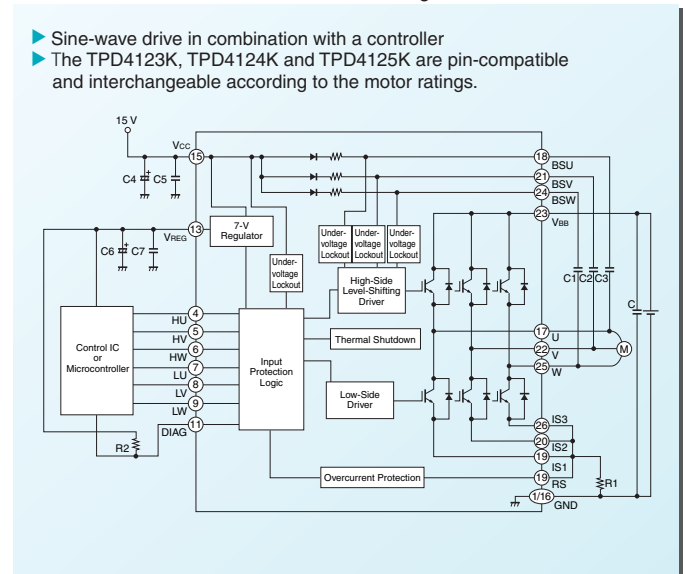 ▶ Sine-wave drive in combination with a controller
▶ The TPD4123K, TPD4124K and TPD4125K are pin-compatible
and interchangeable according to the motor ratings.
15 V
VCC
15
C4 + C5
18
BSU
21
BSV
24
BSW
23
VBB
VREG
13
7-V
Regulator
C6 + C7
Under-
voltage
Lockout
Under-
voltage
Lockout
Under-
voltage
Lockout
Under-
voltage
Lockout
High-Side
Level-Shifting
Driver
C1 C2 C3
C
Control IC
or
Microcontroller
4
HU
5
HV
6
HW
7
LU
8
LV
9
LW
11
DIAG
R2
Input
Protection
Logic
Thermal Shutdown
Low-Side
Driver
Overcurrent Protection
17
U
22
V
25
W
M
26
IS3
20
IS2
19
IS1
19
RS
R1
1/16
GND